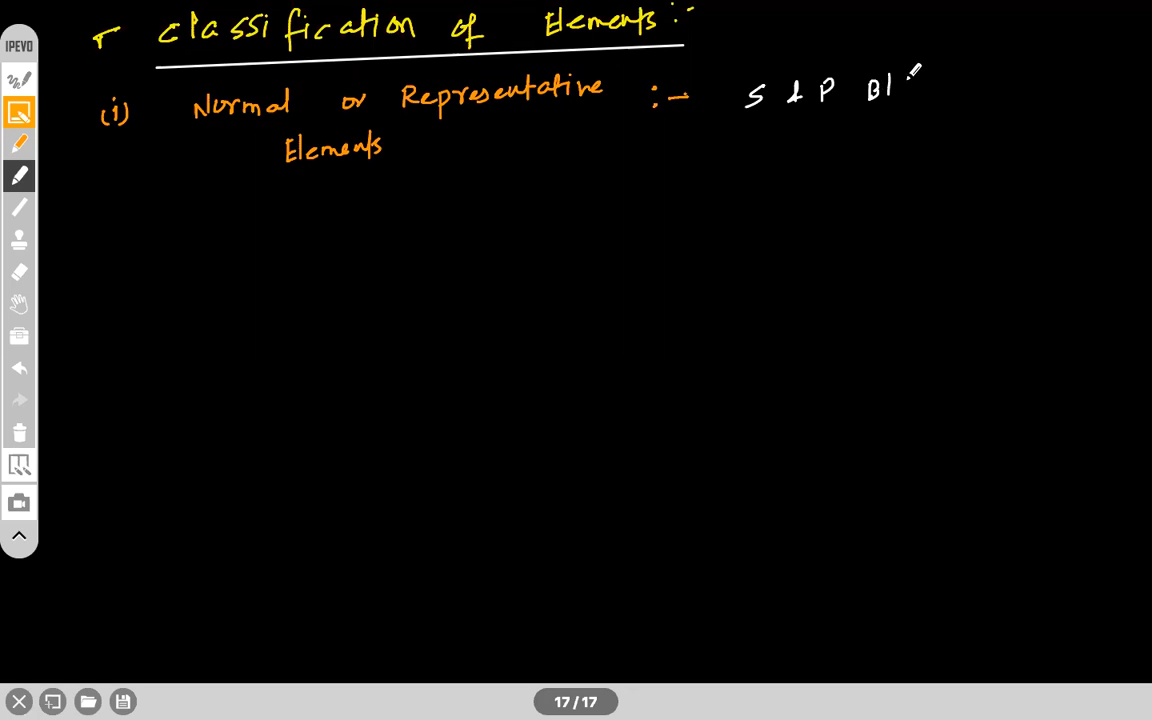 IPEVO
classification of Elements :-
(i) Normal or Representative :- S & P Bl
Elements
17/17